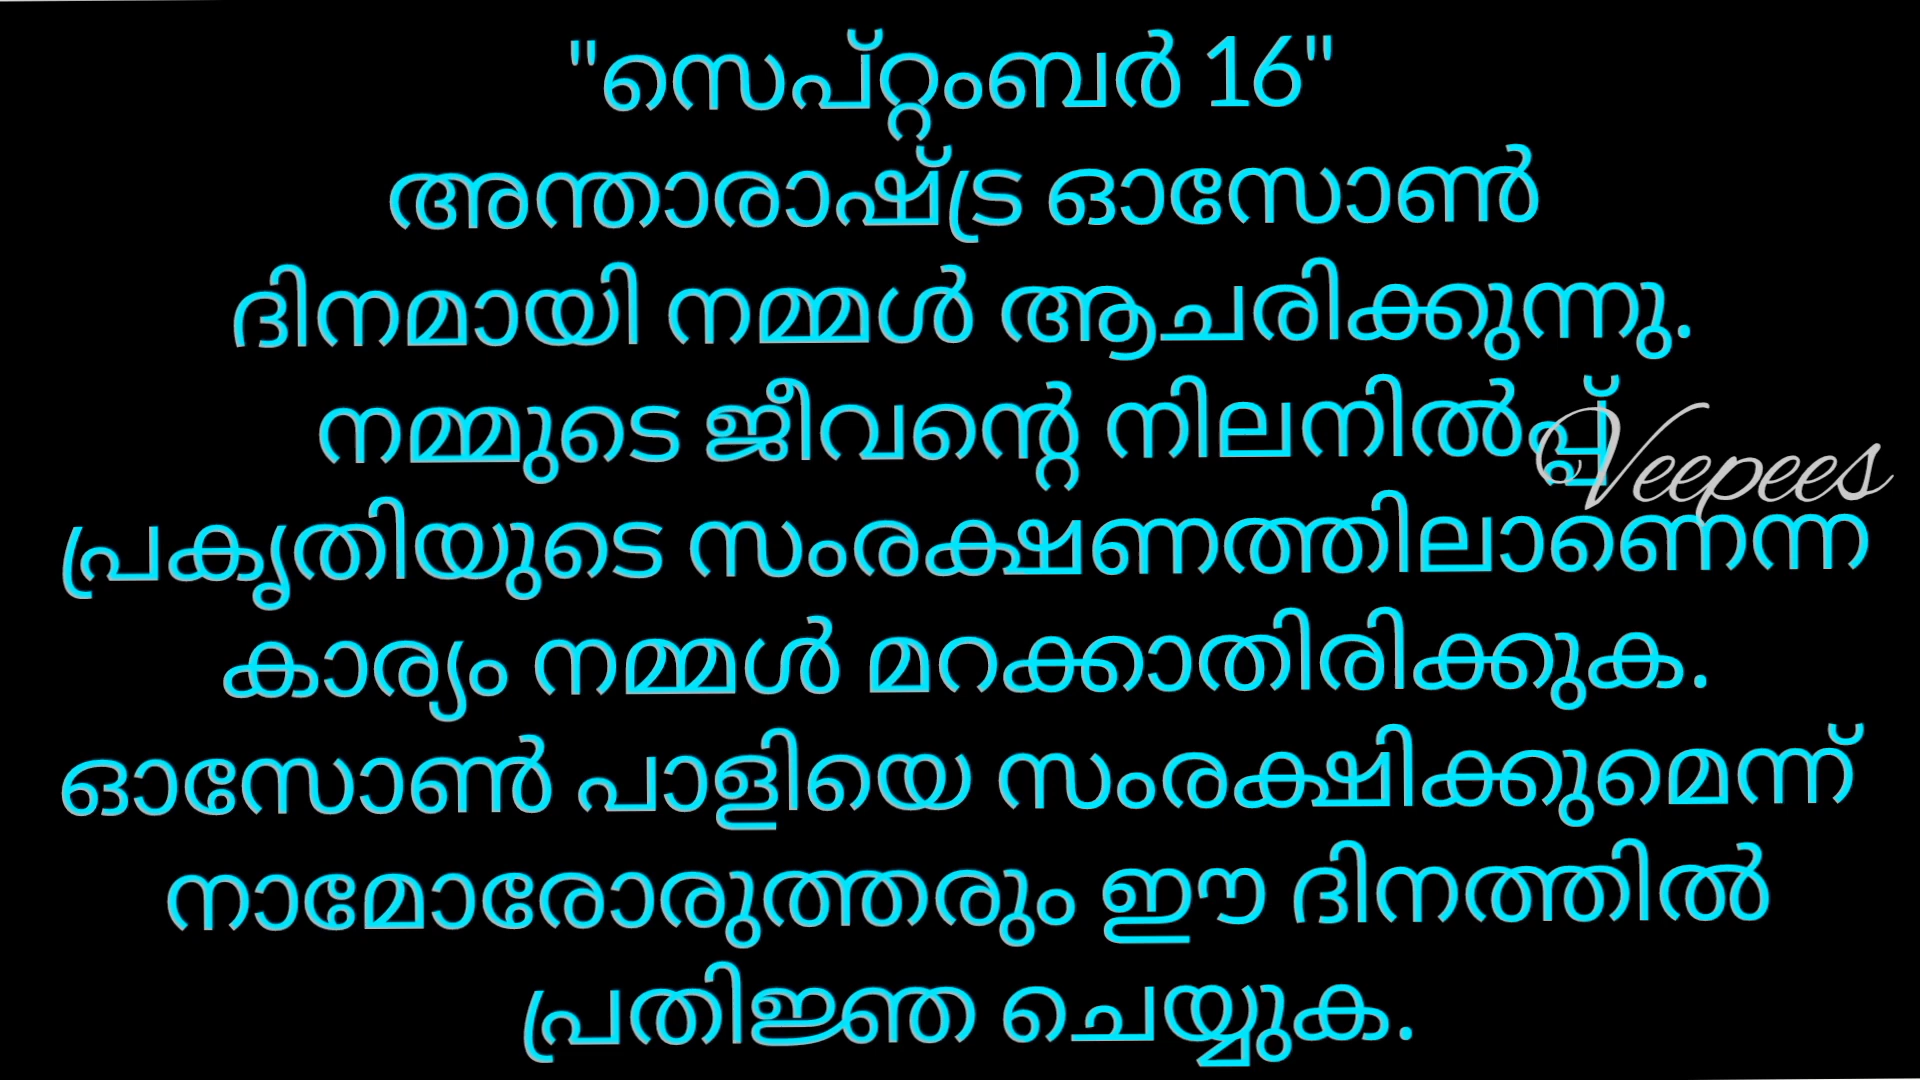 "സെപ്റ്റംബർ 16"
അന്താരാഷ്ട്ര ഓസോൺ
ദിനമായി നമ്മൾ ആചരിക്കുന്നു.
നമ്മുടെ ജീവന്റെ നിലനിൽപ്പ്
Veepees
പ്രകൃതിയുടെ സംരക്ഷണത്തിലാണെന്ന
കാര്യം നമ്മൾ മറക്കാതിരിക്കുക.
ഓസോൺ പാളിയെ സംരക്ഷിക്കുമെന്ന്
നാമോരോരുത്തരും ഈ ദിനത്തിൽ
പ്രതിജ്ഞ ചെയ്യുക.